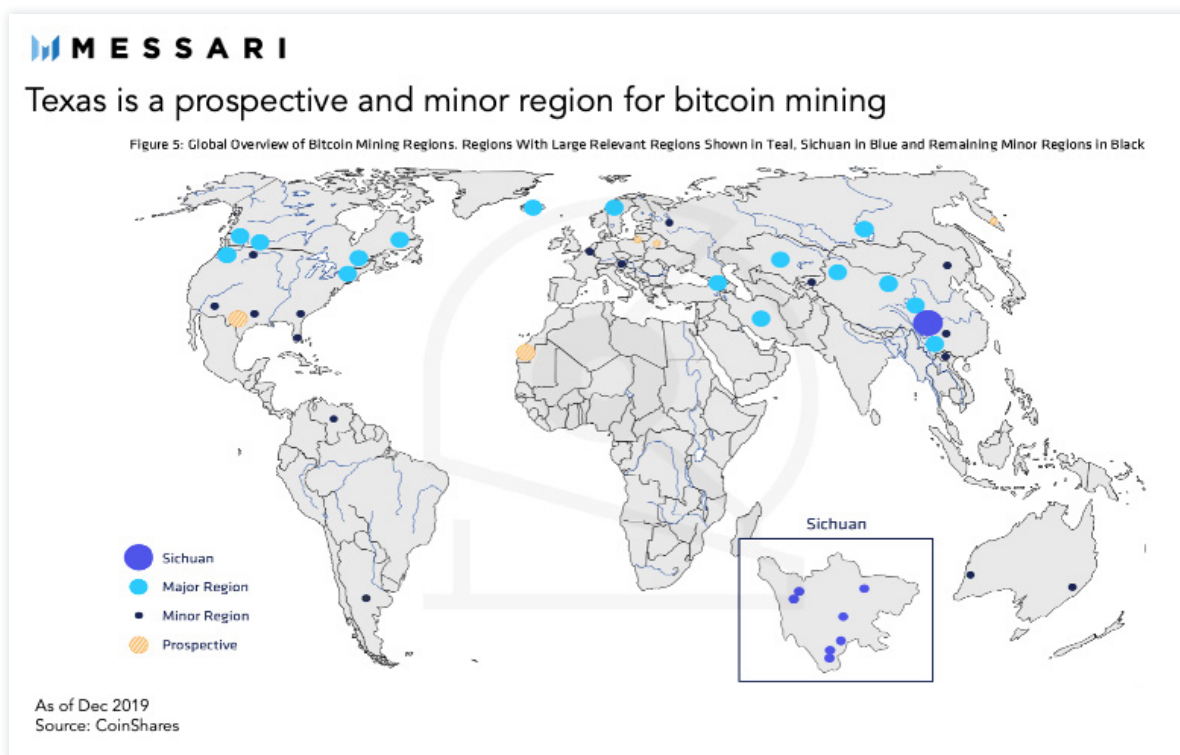 MESSARI
Texas is a prospective and minor region for bitcoin mining
Figure 5: Global Overview of Bitcoin Mining Regions. Regions With Large Relevant Regions Shown in Teal, Sichuan in Blue and Remaining Minor Regions in Black
Sichuan
Sichuan
Major Region
Minor Region
Prospective
As of Dec 2019
Source: CoinShares